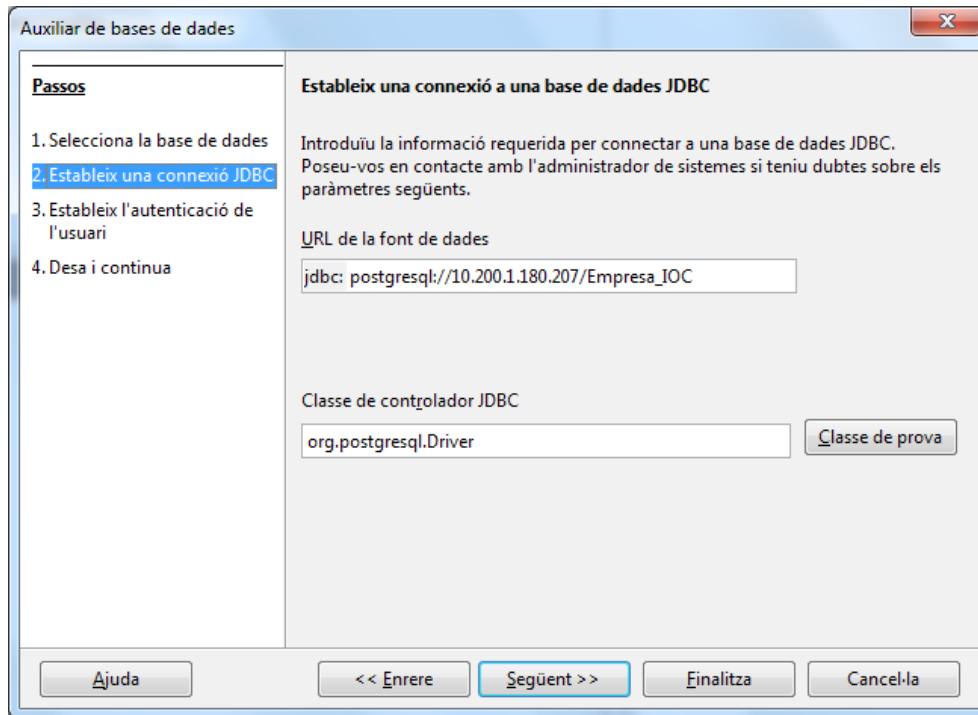 Auxiliar de bases de dades
Passos
1. Selecciona la base de dades
2. Estableix una connexió JDBC
3. Estableix l'autenticació de
l'usuari
4. Desa i continua
Estableix una connexió a una base de dades JDBC
Introduïu la informació requerida per connectar a una base de dades JDBC.
Poseu-vos en contacte amb l'administrador de sistemes si teniu dubtes sobre els
paràmetres següents.
URL de la font de dades
jdbc: postgresql://10.200.1.180.207/Empresa_IOC
Classe de controlador JDBC
org.postgresql.Driver
Classe de prova
Ajuda
<< Enrere
Següent >>
Finalitza
Cancel·la